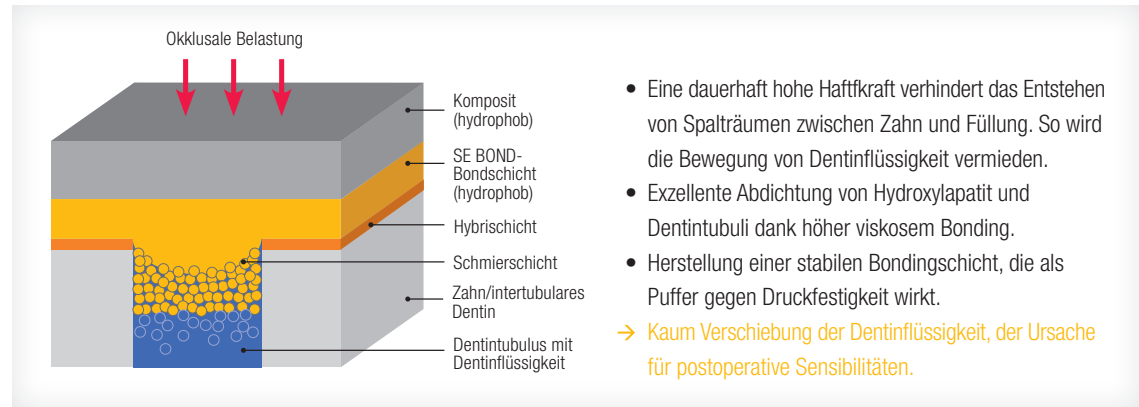 Okklusale Belastung
Komposit
(hydrophob)
SE BOND-
Bondschicht
(hydrophob)
Hybrischicht
Schmierschicht
Zahn/intertubulares
Dentin
Dentintubulus mit
Dentinflüssigkeit
• Eine dauerhaft hohe Haftfkraft verhindert das Entstehen
von Spalträumen zwischen Zahn und Füllung. So wird
die Bewegung von Dentinflüssigkeit vermieden.
• Exzellente Abdichtung von Hydroxylapatit und
Dentintubuli dank höher viskosem Bonding.
• Herstellung einer stabilen Bondingschicht, die als
Puffer gegen Druckfestigkeit wirkt.
→ Kaum Verschiebung der Dentinflüssigkeit, der Ursache
für postoperative Sensibilitäten.